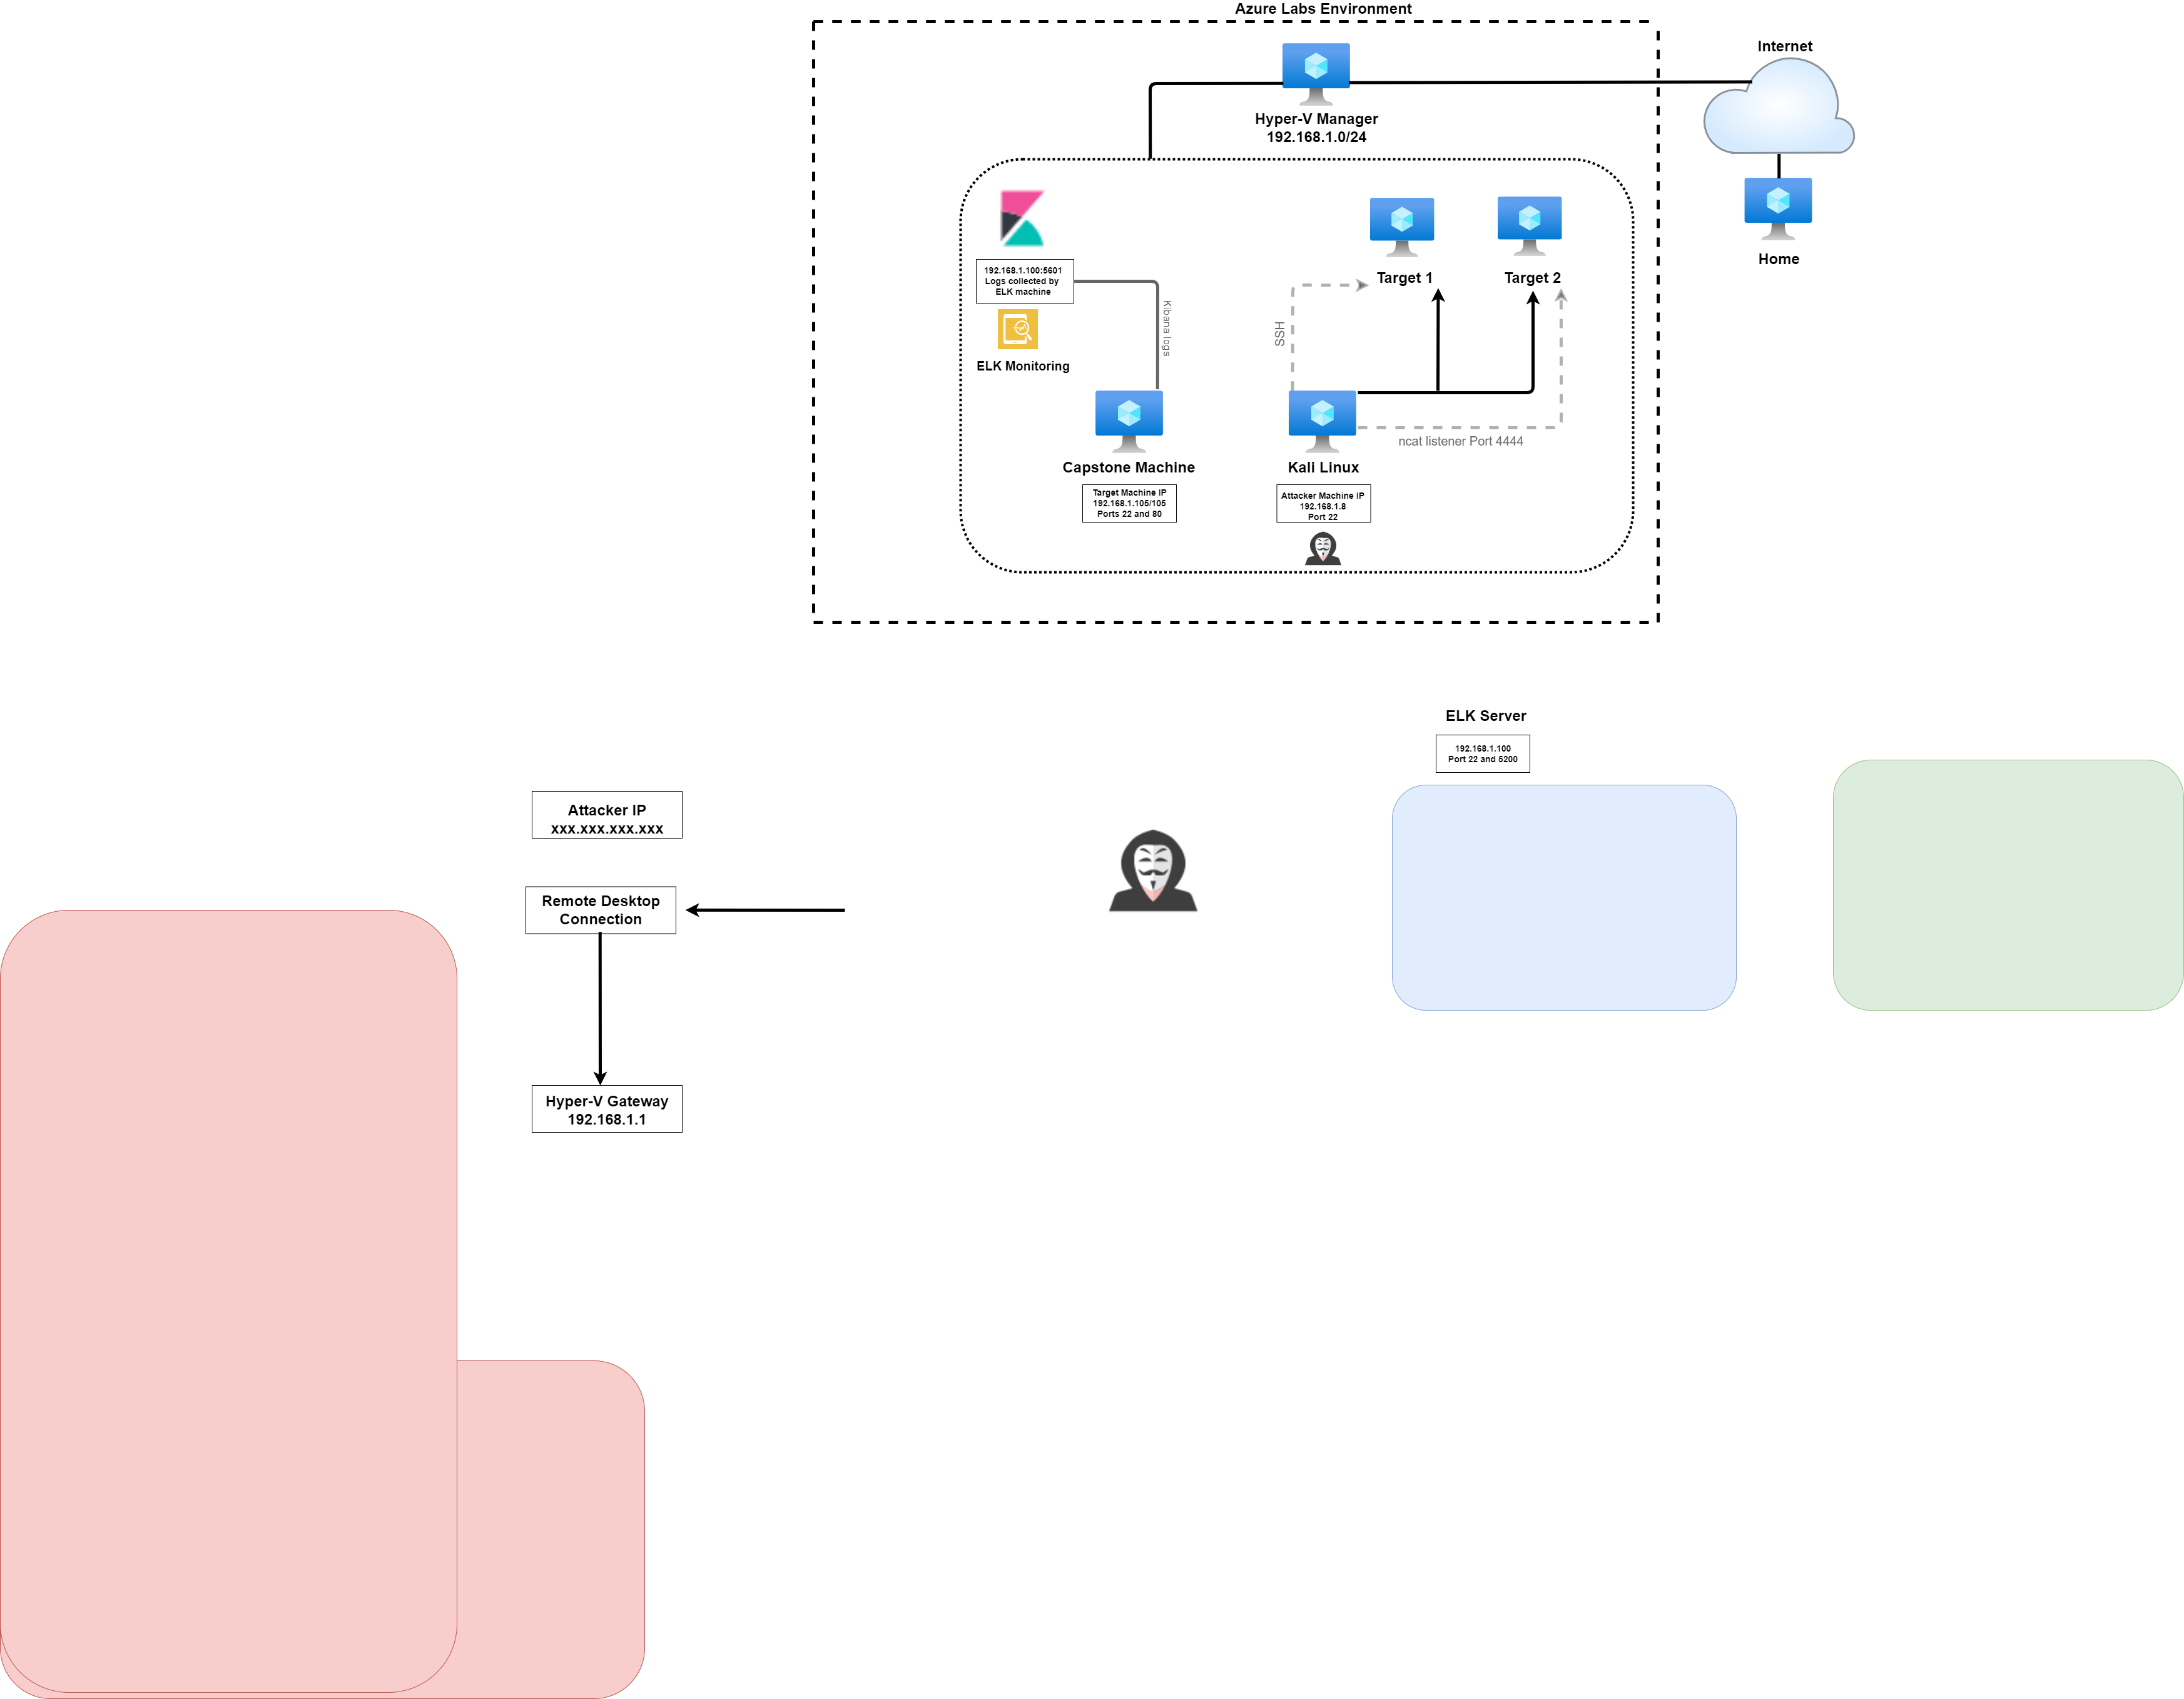 Azure Labs Environment
Internet
Hyper-V Manager
192.168.1.0/24
Home
192.168.1.100:5601
Logs collected by
ELK machine
ELK Monitoring
Kibana logs
Target 1
Target 2
SSH
ncat listener Port 4444
Capstone Machine
Target Machine IP
192.168.1.105/105
Ports 22 and 80
Kali Linux
Attacker Machine IP
192.168.1.8
Port 22
ELK Server
192.168.1.100
Port 22 and 5200
Attacker IP
xxx.xxx.xxx.xxx
Remote Desktop
Connection
Hyper-V Gateway
192.168.1.1